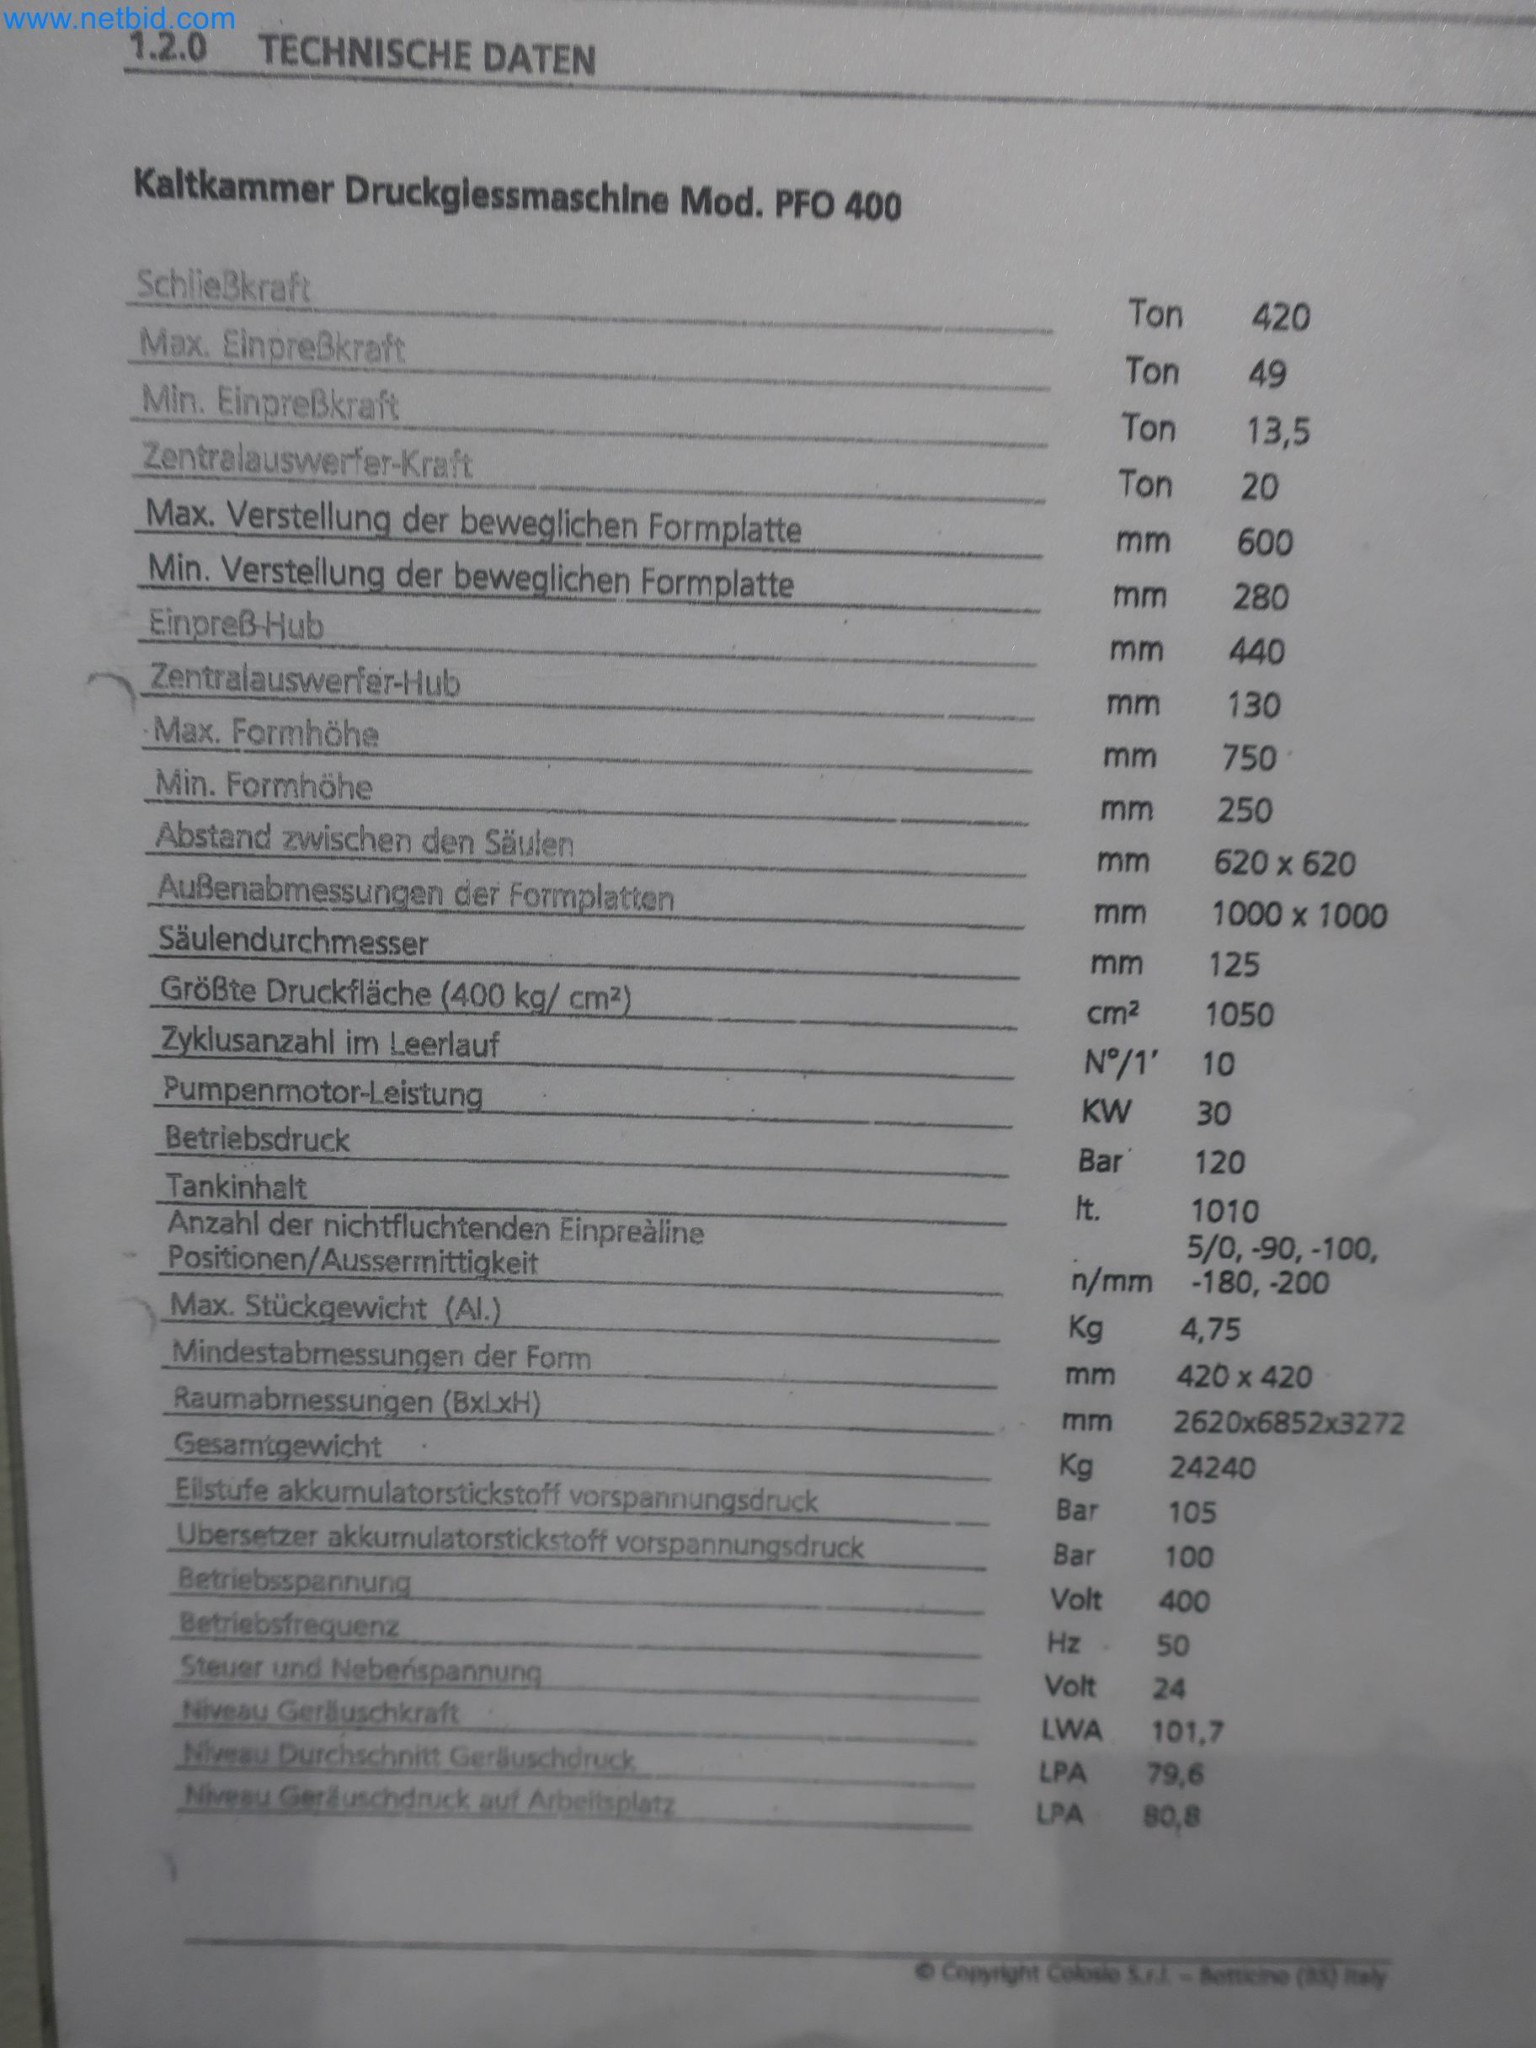 www.netbid.com
1.2.0 TECHNISCHE DATEN
Kaltkammer Druckgiessmaschine Mod. PFO 400
Schließkraft Ton 420
Max. Einpreßkraft Ton 49
Min. Einpreßkraft Ton 13,5
Zentralauswerfer-Kraft Ton 20
Max. Verstellung der beweglichen Formplatte mm 600
Min. Verstellung der beweglichen Formplatte mm 280
Einpreß-Hub mm 440
Zentralauswerfer-Hub mm 130
Max. Formhöhe mm 750
Min. Formhöhe mm 250
Abstand zwischen den Säulen mm 620 x 620
Außenabmessungen der Formplatten mm 1000 x 1000
Säulendurchmesser mm 125
Größte Druckfläche (400 kg/ cm²) cm² 1050
Zyklusanzahl im Leerlauf N°/1' 10
Pumpenmotor-Leistung KW 30
Betriebsdruck Bar 120
Tankinhalt lt. 1010
Anzahl der nichtfluchtenden Einpreàline 5/0, -90, -100,
Positionen/Aussermittigkeit n/mm -180, -200
Max. Stückgewicht (Al.) Kg 4,75
Mindestabmessungen der Form mm 420 x 420
Raumabmessungen (BxLxH) mm 2620x6852x3272
Gesamtgewicht Kg 24240
Eilstufe akkumulatorstickstoff vorspannungsdruck Bar 105
Ubersetzer akkumulatorstickstoff vorspannungsdruck Bar 100
Betriebsspannung Volt 400
Betriebsfrequenz Hz 50
Steuer und Nebenspannung Volt 24
Niveau Geräuschkraft LWA 101,7
Niveau Durchschnitt Geräuschdruck LPA 79,6
Niveau Geräuschdruck auf Arbeitsplatz LPA 80,8
© Copyright Colosio S.r.l. – Botticino (BS) Italy